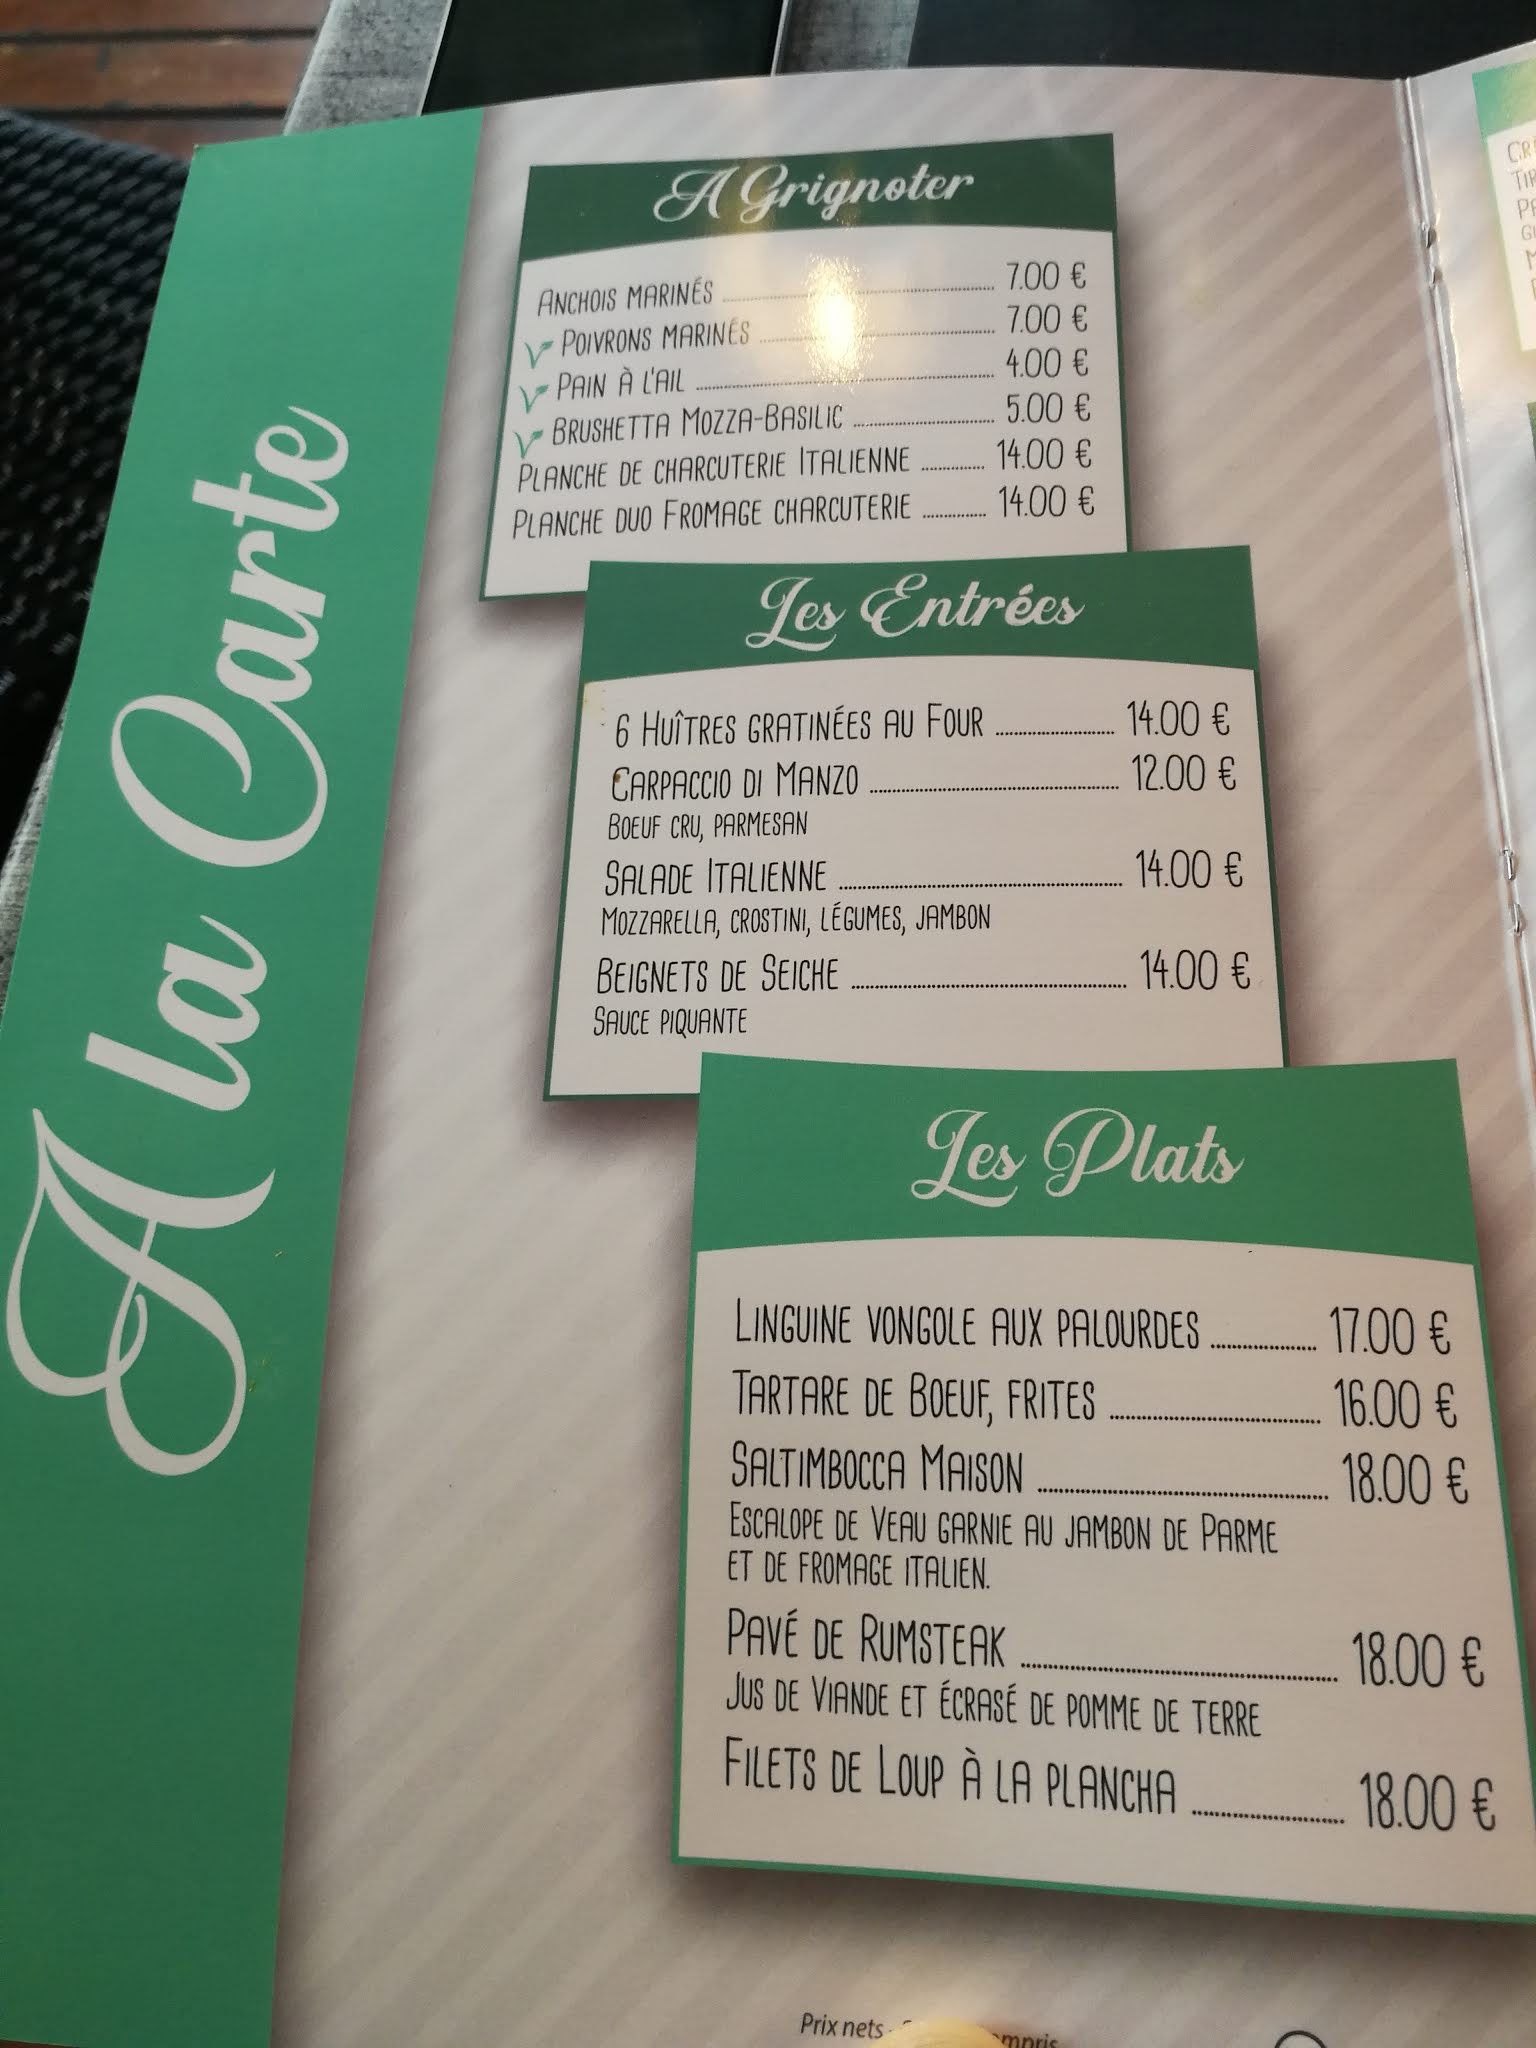 A la Carte
A Grignoter
Anchois marinés 7.00 €
Poivrons marinés 7.00 €
Pain à l'ail 4.00 €
Brushetta Mozza-Basilic 5.00 €
Planche de charcuterie Italienne 14.00 €
Planche duo Fromage charcuterie 14.00 €
Les Entrées
6 Huîtres gratinées au Four 14.00 €
Carpaccio di Manzo 12.00 €
Boeuf cru, parmesan
Salade Italienne 14.00 €
Mozzarella, crostini, légumes, jambon
Beignets de Seiche 14.00 €
Sauce piquante
Les Plats
Linguine vongole aux palourdes 17.00 €
Tartare de Boeuf, frites 16.00 €
Saltimbocca Maison 18.00 €
Escalope de Veau garnie au jambon de Parme
et de fromage italien.
Pavé de Rumsteak 18.00 €
Jus de Viande et écrasé de pomme de terre
Filets de Loup à la plancha 18.00 €
Prix nets -